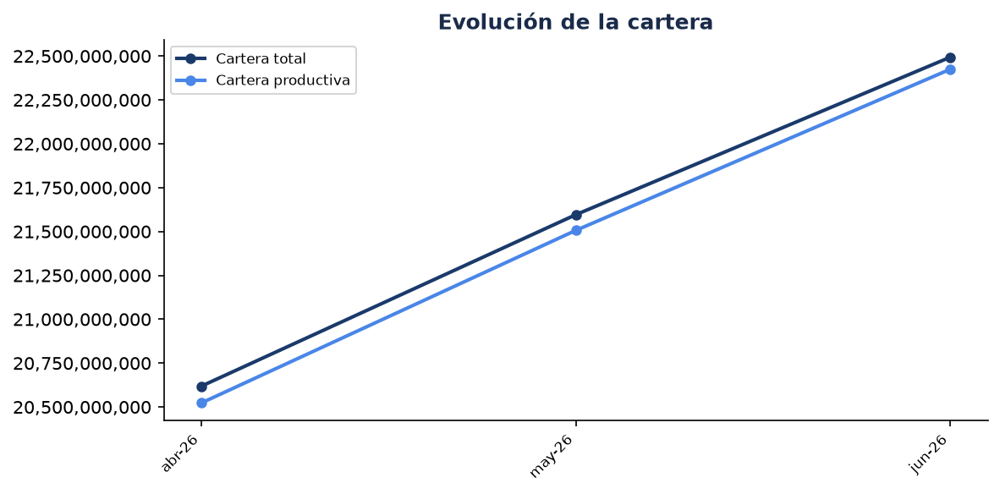 Evolución de la cartera
Cartera total
Cartera productiva
22,500,000,000
22,250,000,000
22,000,000,000
21,750,000,000
21,500,000,000
21,250,000,000
21,000,000,000
20,750,000,000
20,500,000,000
abr-26
may-26
jun-26